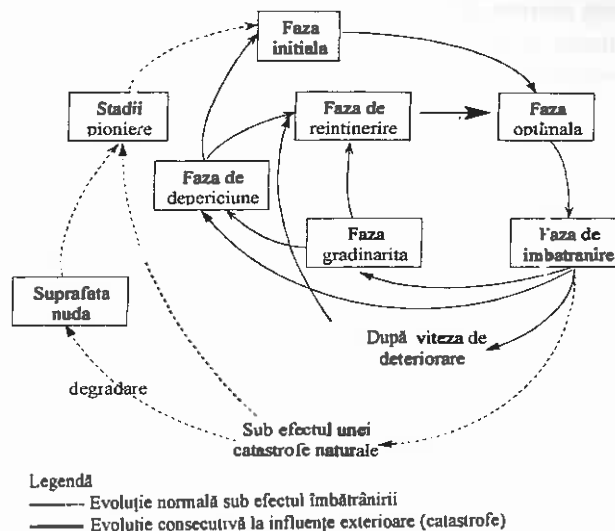 Faza
initiala
Stadii
pioniere
Faza de
reintinerire
Faza
optimala
Faza de
depericiune
Faza
gradinarita
Faza de
imbatranire
Suprafata
nuda
După viteza de
deteriorare
degradare
Sub efectul unei
catastrofe naturale
Legendă
Evoluție normală sub efectul îmbătrânirii
Evoluție consecutivă la influențe exterioare (catastrofe)